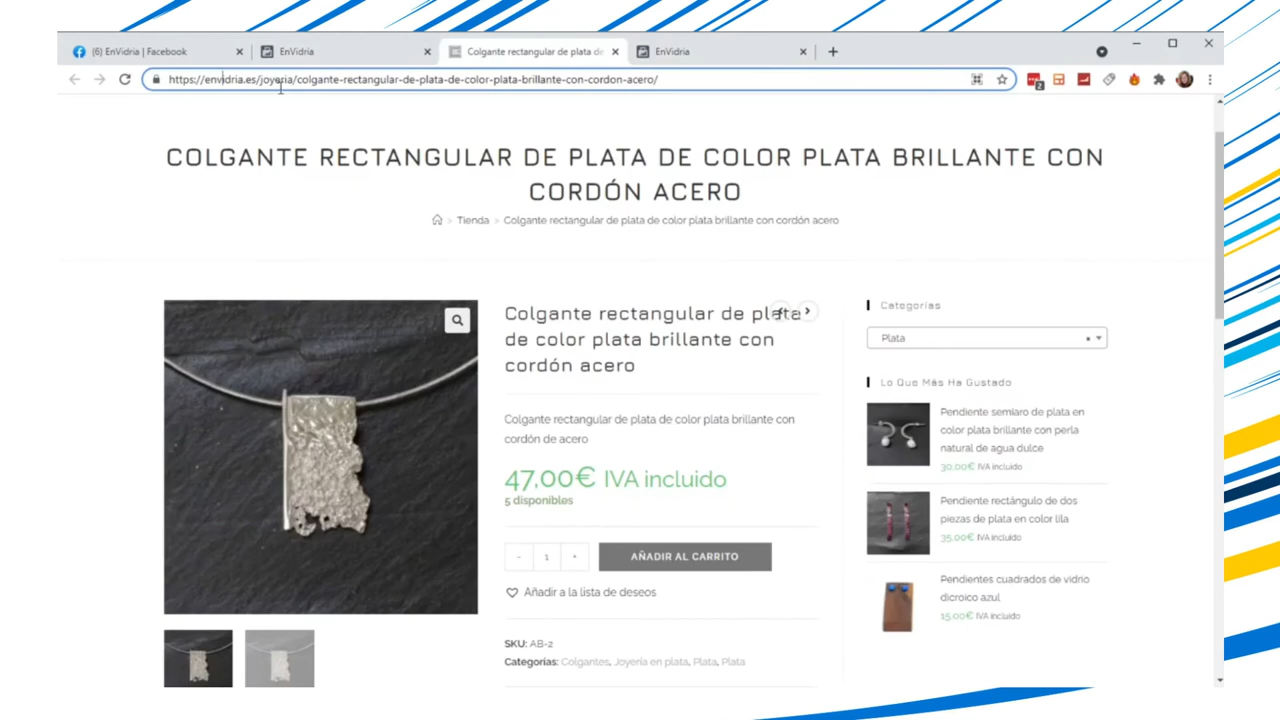 (6) EnVidria | Facebook
EnVidria
Colgante rectangular de plata de
EnVidria
https://envidria.es/joyeria/colgante-rectangular-de-plata-de-color-plata-brillante-con-cordon-acero/
2
COLGANTE RECTANGULAR DE PLATA DE COLOR PLATA BRILLANTE CON
CORDÓN ACERO
> Tienda > Colgante rectangular de plata de color plata brillante con cordón acero
Colgante rectangular de plata
de color plata brillante con
cordón acero
Colgante rectangular de plata de color plata brillante con
cordón de acero
47,00€ IVA incluido
5 disponibles
- 1 +
AÑADIR AL CARRITO
Añadir a la lista de deseos
SKU: AB-2
Categorías: Colgantes, Joyería en plata, Plata, Plata
Categorías
Plata
Lo Que Más Ha Gustado
Pendiente semiaro de plata en
color plata brillante con perla
natural de agua dulce
30,00€ IVA incluido
Pendiente rectángulo de dos
piezas de plata en color lila
35,00€ IVA incluido
Pendientes cuadrados de vidrio
dicroico azul
15,00€ IVA incluido